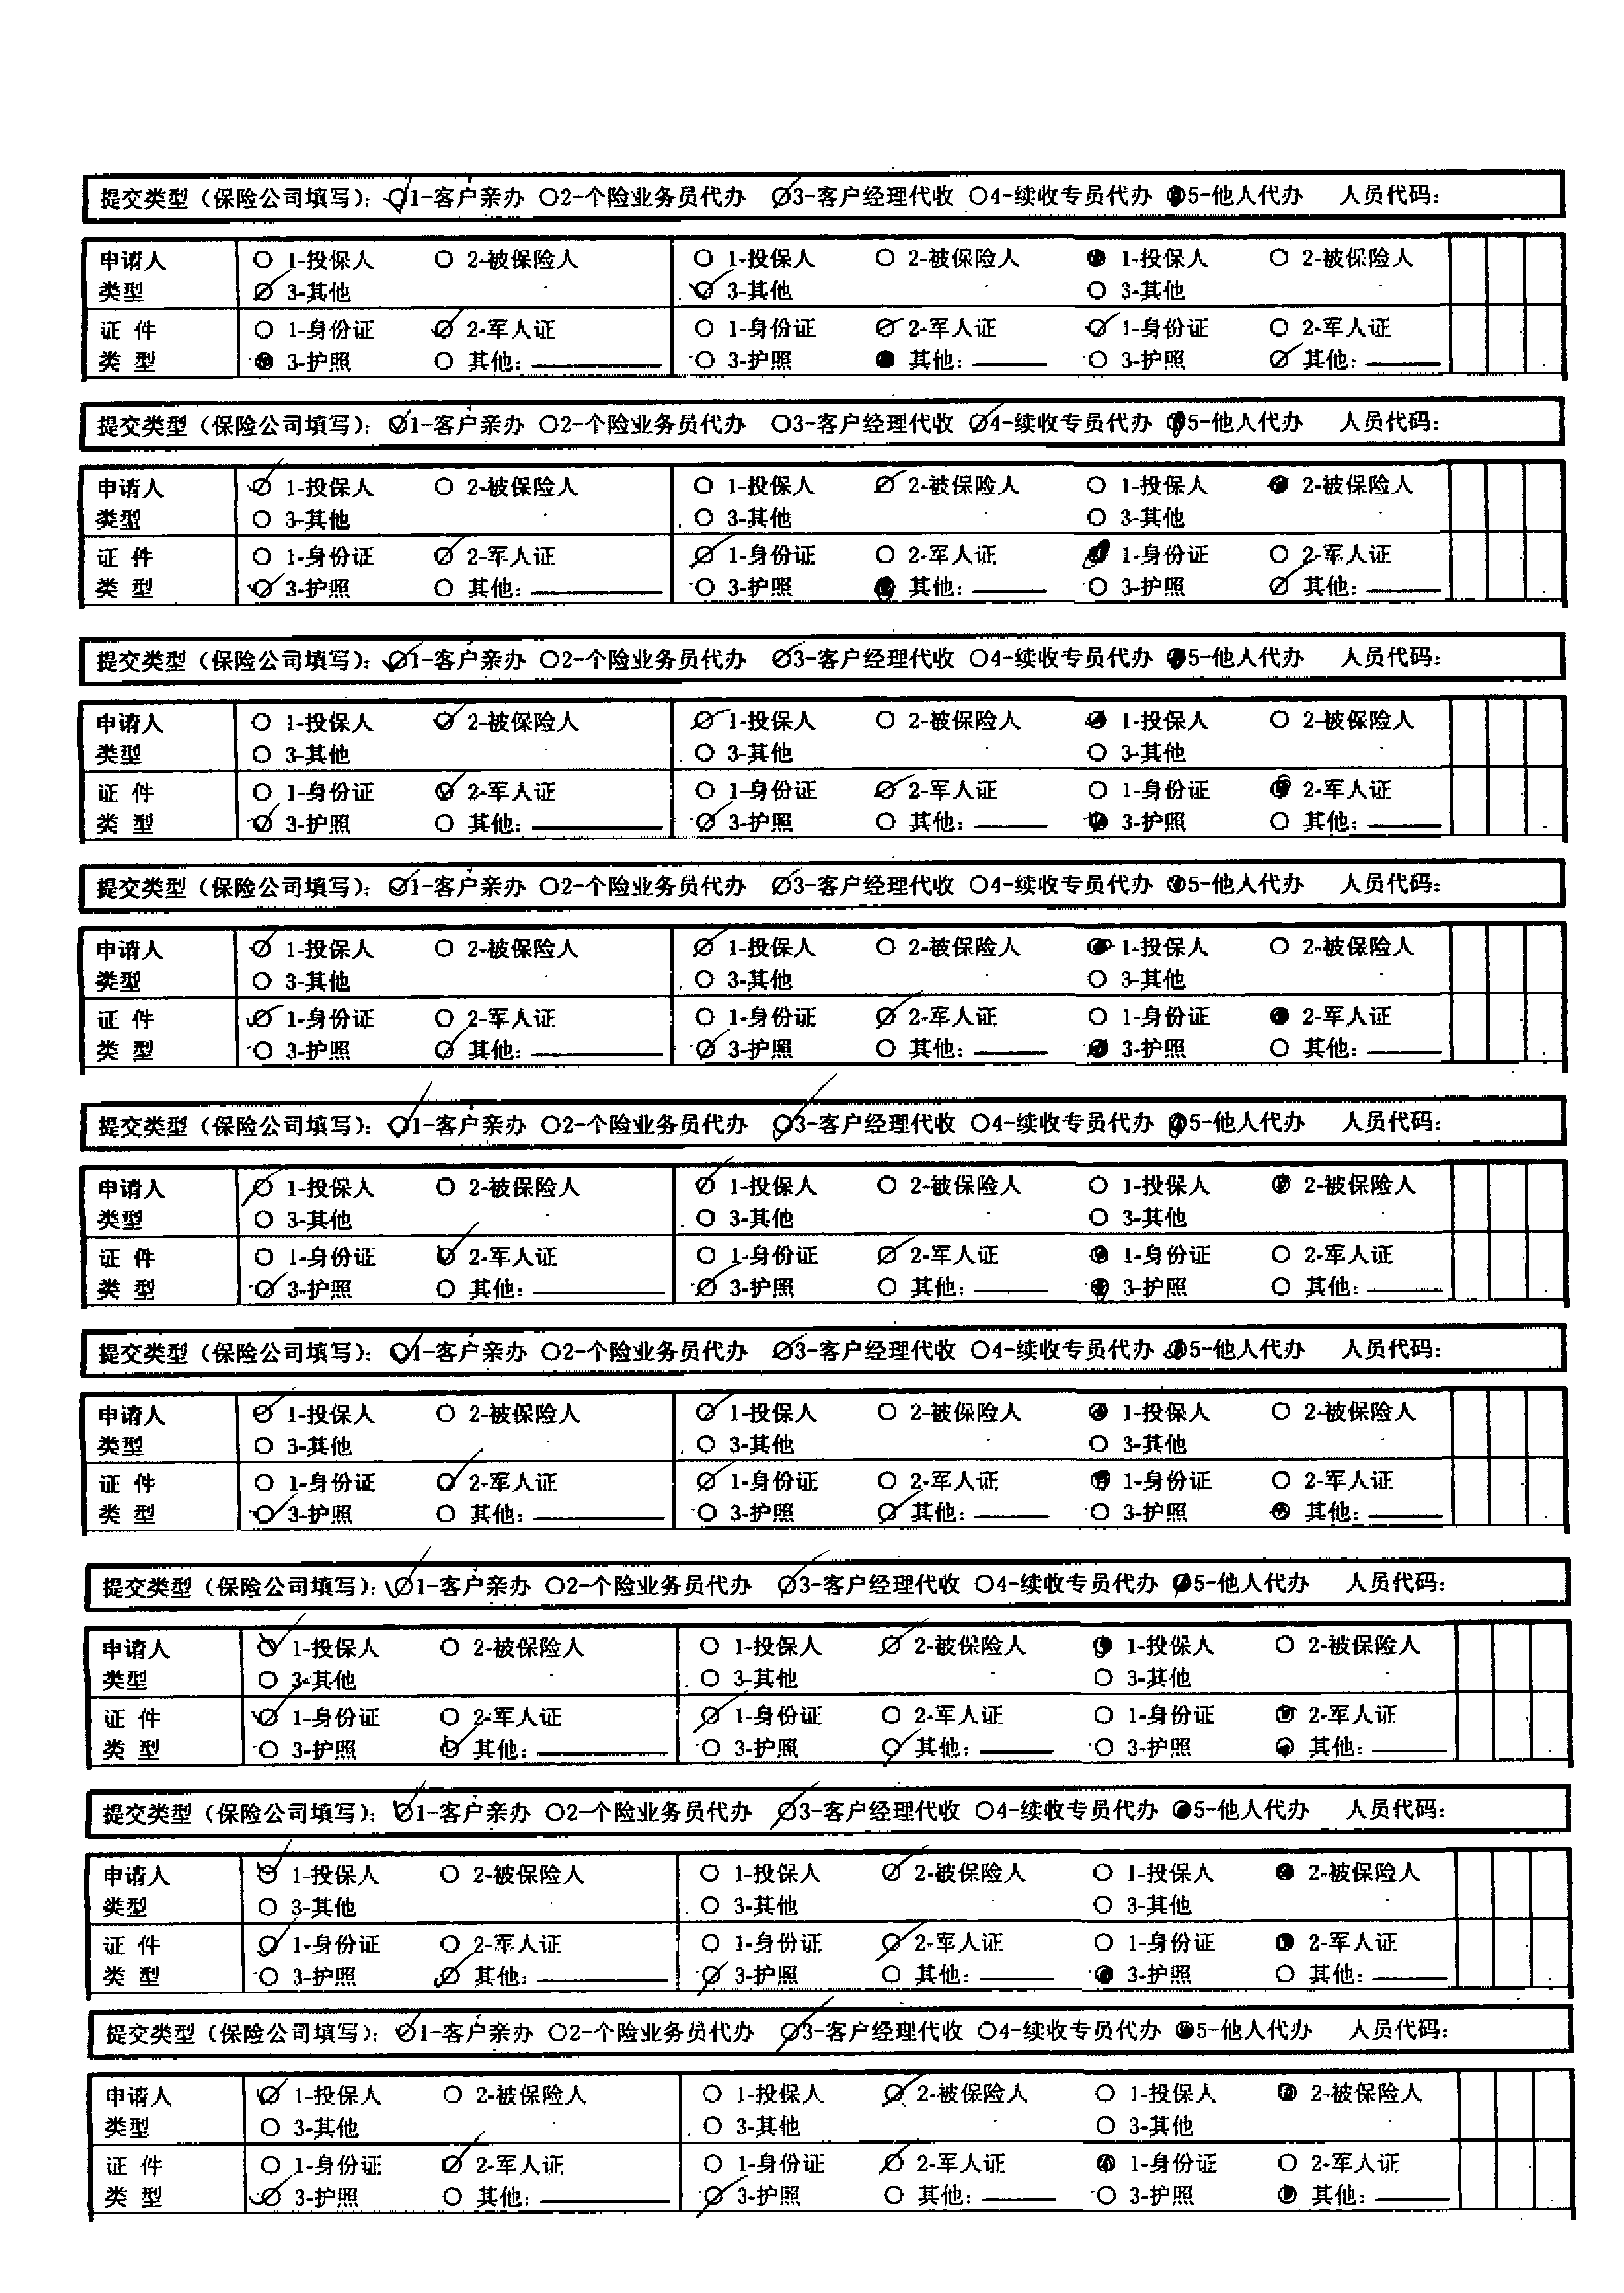 提交类型（保险公司填写）：○1-客户亲办 ○2-个险业务员代办 ○3-客户经理代收 ○4-续收专员代办 ●5-他人代办 人员代码：
申请人 ○ 1-投保人 ○ 2-被保险人 ○ 1-投保人 ○ 2-被保险人 ● 1-投保人 ○ 2-被保险人
类型 ○ 3-其他 ○ 3-其他 ○ 3-其他
证 件 ○ 1-身份证 ○ 2-军人证 ○ 1-身份证 ○ 2-军人证 ○ 1-身份证 ○ 2-军人证
类 型 ● 3-护照 ○ 其他：______ ○ 3-护照 ● 其他：____ ○ 3-护照 ○ 其他：____
提交类型（保险公司填写）：○1-客户亲办 ○2-个险业务员代办 ○3-客户经理代收 ○4-续收专员代办 ●5-他人代办 人员代码：
申请人 ○ 1-投保人 ○ 2-被保险人 ○ 1-投保人 ○ 2-被保险人 ○ 1-投保人 ● 2-被保险人
类型 ○ 3-其他 ○ 3-其他 ○ 3-其他
证 件 ○ 1-身份证 ○ 2-军人证 ○ 1-身份证 ○ 2-军人证 ● 1-身份证 ○ 2-军人证
类 型 ○ 3-护照 ○ 其他：______ ○ 3-护照 ● 其他：____ ○ 3-护照 ○ 其他：____
提交类型（保险公司填写）：○1-客户亲办 ○2-个险业务员代办 ○3-客户经理代收 ○4-续收专员代办 ●5-他人代办 人员代码：
申请人 ○ 1-投保人 ○ 2-被保险人 ○ 1-投保人 ○ 2-被保险人 ● 1-投保人 ○ 2-被保险人
类型 ○ 3-其他 ○ 3-其他 ○ 3-其他
证 件 ○ 1-身份证 ○ 2-军人证 ○ 1-身份证 ○ 2-军人证 ○ 1-身份证 ● 2-军人证
类 型 ○ 3-护照 ○ 其他：______ ○ 3-护照 ○ 其他：____ ● 3-护照 ○ 其他：____
提交类型（保险公司填写）：○1-客户亲办 ○2-个险业务员代办 ○3-客户经理代收 ○4-续收专员代办 ●5-他人代办 人员代码：
申请人 ○ 1-投保人 ○ 2-被保险人 ○ 1-投保人 ○ 2-被保险人 ● 1-投保人 ○ 2-被保险人
类型 ○ 3-其他 ○ 3-其他 ○ 3-其他
证 件 ○ 1-身份证 ○ 2-军人证 ○ 1-身份证 ○ 2-军人证 ○ 1-身份证 ● 2-军人证
类 型 ○ 3-护照 ○ 其他：______ ○ 3-护照 ○ 其他：____ ● 3-护照 ○ 其他：____
提交类型（保险公司填写）：○1-客户亲办 ○2-个险业务员代办 ○3-客户经理代收 ○4-续收专员代办 ●5-他人代办 人员代码：
申请人 ○ 1-投保人 ○ 2-被保险人 ○ 1-投保人 ○ 2-被保险人 ○ 1-投保人 ● 2-被保险人
类型 ○ 3-其他 ○ 3-其他 ○ 3-其他
证 件 ○ 1-身份证 ○ 2-军人证 ○ 1-身份证 ○ 2-军人证 ● 1-身份证 ○ 2-军人证
类 型 ○ 3-护照 ○ 其他：______ ○ 3-护照 ○ 其他：____ ● 3-护照 ○ 其他：____
提交类型（保险公司填写）：○1-客户亲办 ○2-个险业务员代办 ○3-客户经理代收 ○4-续收专员代办 ●5-他人代办 人员代码：
申请人 ○ 1-投保人 ○ 2-被保险人 ○ 1-投保人 ○ 2-被保险人 ● 1-投保人 ○ 2-被保险人
类型 ○ 3-其他 ○ 3-其他 ○ 3-其他
证 件 ○ 1-身份证 ○ 2-军人证 ○ 1-身份证 ○ 2-军人证 ● 1-身份证 ○ 2-军人证
类 型 ○ 3-护照 ○ 其他：______ ○ 3-护照 ○ 其他：____ ○ 3-护照 ● 其他：____
提交类型（保险公司填写）：○1-客户亲办 ○2-个险业务员代办 ○3-客户经理代收 ○4-续收专员代办 ●5-他人代办 人员代码：
申请人 ○ 1-投保人 ○ 2-被保险人 ○ 1-投保人 ○ 2-被保险人 ● 1-投保人 ○ 2-被保险人
类型 ○ 3-其他 ○ 3-其他 ○ 3-其他
证 件 ○ 1-身份证 ○ 2-军人证 ○ 1-身份证 ○ 2-军人证 ○ 1-身份证 ● 2-军人证
类 型 ○ 3-护照 ○ 其他：______ ○ 3-护照 ○ 其他：____ ○ 3-护照 ● 其他：____
提交类型（保险公司填写）：○1-客户亲办 ○2-个险业务员代办 ○3-客户经理代收 ○4-续收专员代办 ●5-他人代办 人员代码：
申请人 ○ 1-投保人 ○ 2-被保险人 ○ 1-投保人 ○ 2-被保险人 ○ 1-投保人 ● 2-被保险人
类型 ○ 3-其他 ○ 3-其他 ○ 3-其他
证 件 ○ 1-身份证 ○ 2-军人证 ○ 1-身份证 ○ 2-军人证 ○ 1-身份证 ● 2-军人证
类 型 ○ 3-护照 ○ 其他：______ ○ 3-护照 ○ 其他：____ ● 3-护照 ○ 其他：____
提交类型（保险公司填写）：○1-客户亲办 ○2-个险业务员代办 ○3-客户经理代收 ○4-续收专员代办 ●5-他人代办 人员代码：
申请人 ○ 1-投保人 ○ 2-被保险人 ○ 1-投保人 ○ 2-被保险人 ○ 1-投保人 ● 2-被保险人
类型 ○ 3-其他 ○ 3-其他 ○ 3-其他
证 件 ○ 1-身份证 ○ 2-军人证 ○ 1-身份证 ○ 2-军人证 ● 1-身份证 ○ 2-军人证
类 型 ○ 3-护照 ○ 其他：______ ○ 3-护照 ○ 其他：____ ○ 3-护照 ● 其他：____